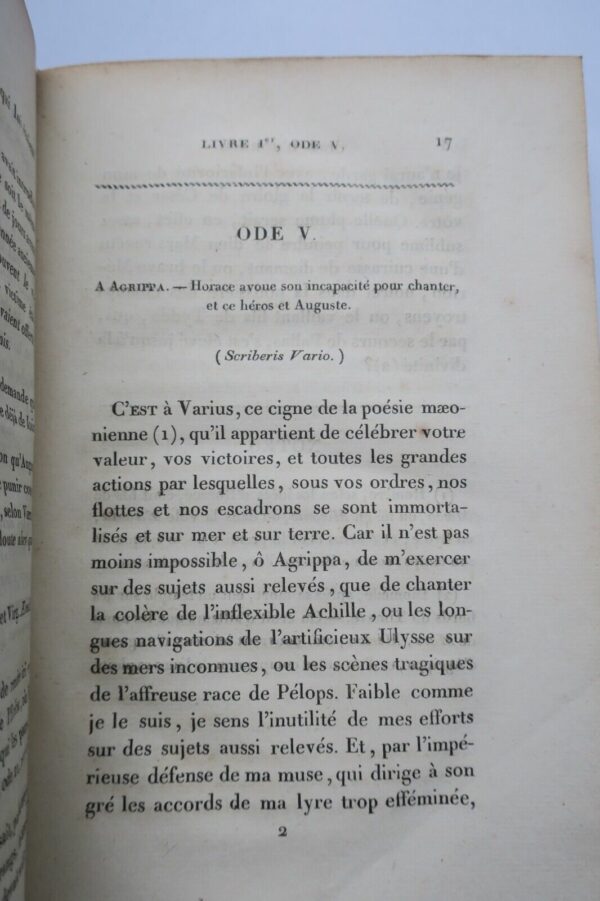 LIVRE 1er, ODE V. 17
ODE V.
A AGRIPPA. — Horace avoue son incapacité pour chanter,
et ce héros et Auguste.
(Scriberis Vario.)
C'EST à Varius, ce cigne de la poésie mæo-
nienne (1), qu'il appartient de célébrer votre
valeur, vos victoires, et toutes les grandes
actions par lesquelles, sous vos ordres, nos
flottes et nos escadrons se sont immorta-
lisés et sur mer et sur terre. Car il n'est pas
moins impossible, ô Agrippa, de m'exercer
sur des sujets aussi relevés, que de chanter
la colère de l'inflexible Achille, ou les lon-
gues navigations de l'artificieux Ulysse sur
des mers inconnues, ou les scènes tragiques
de l'affreuse race de Pélops. Faible comme
je le suis, je sens l'inutilité de mes efforts
sur des sujets aussi relevés. Et, par l'impé-
rieuse défense de ma muse, qui dirige à son
gré les accords de ma lyre trop efféminée,
2